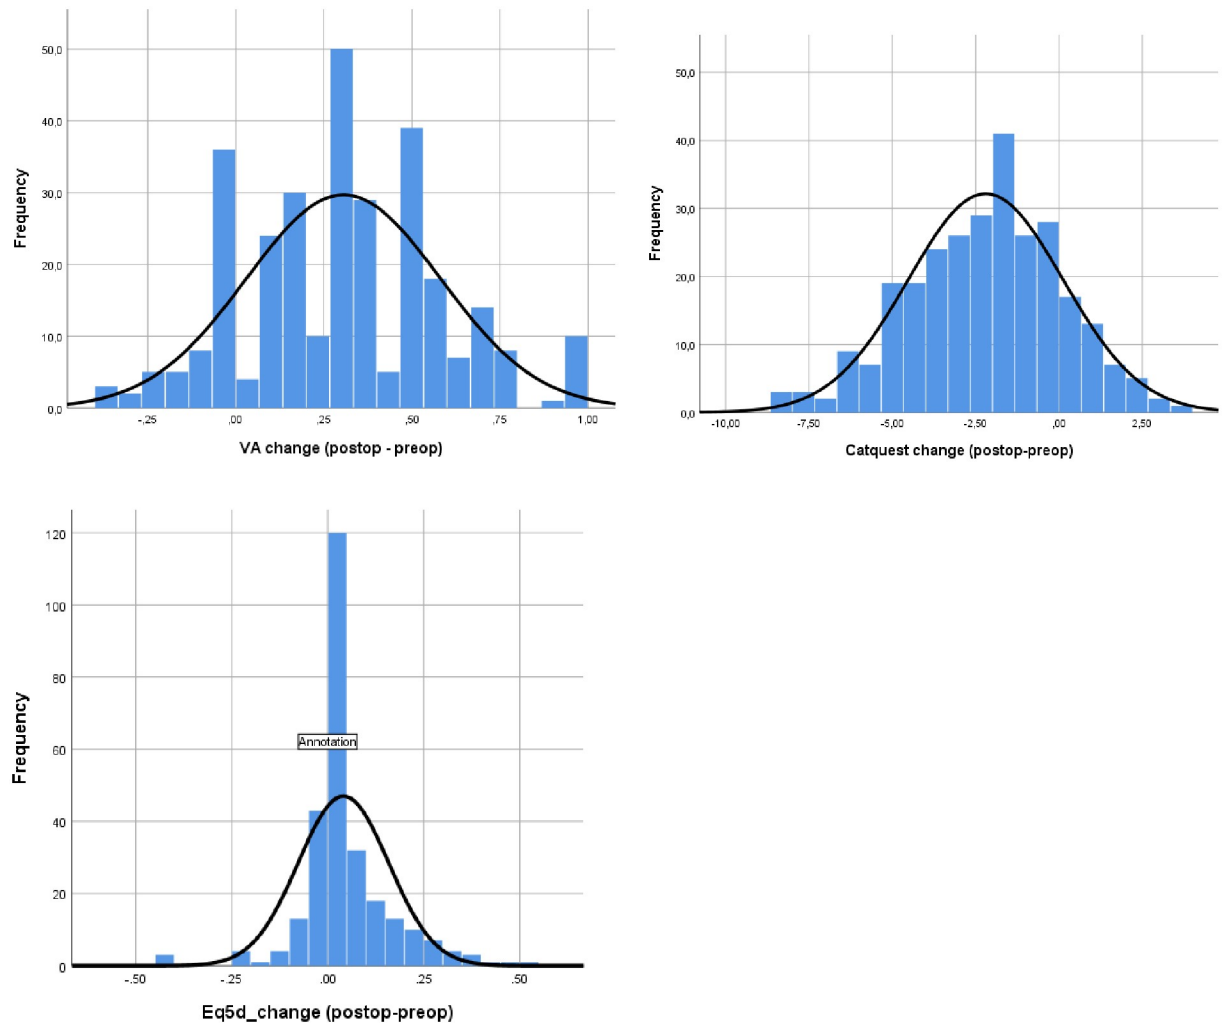 50,0
40,0
30,0
20,0
10,0
0,0
Frequency
-,25 ,00 ,25 ,50 ,75 1,00
VA change (postop - preop)
50,0
40,0
30,0
20,0
10,0
0,0
Frequency
-10,00 -7,50 -5,00 -2,50 ,00 2,50
Catquest change (postop-preop)
120
100
80
60
40
20
0
Frequency
Annotation
-.50 -.25 .00 .25 .50
Eq5d_change (postop-preop)